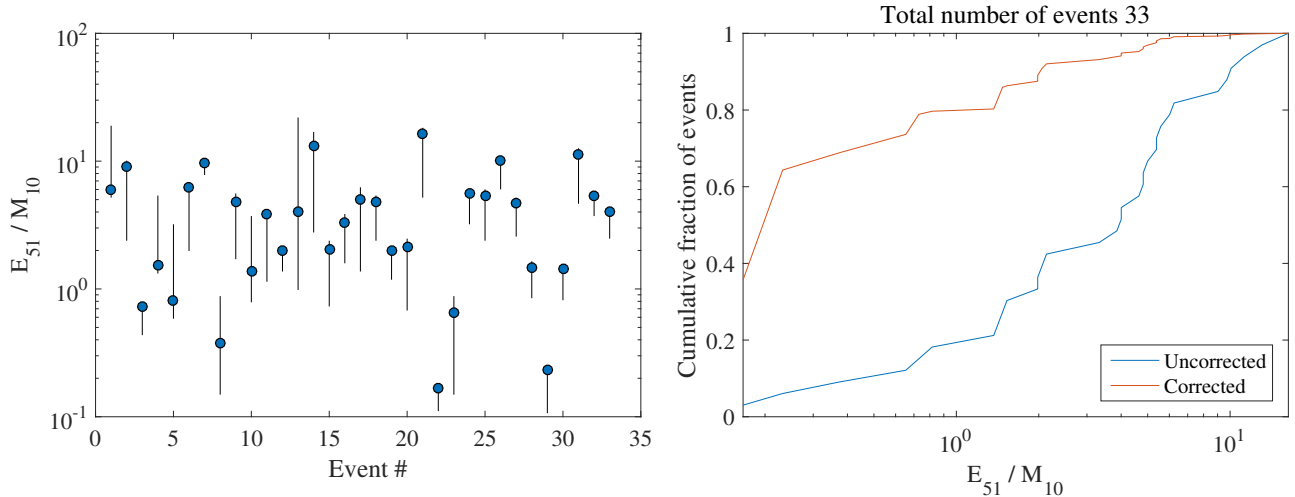 10^2
10^1
10^0
10^-1
E_51 / M_10
0 5 10 15 20 25 30 35
Event #
Total number of events 33
1
0.8
0.6
0.4
0.2
0
Cumulative fraction of events
Uncorrected
Corrected
10^0 10^1
E_51 / M_10